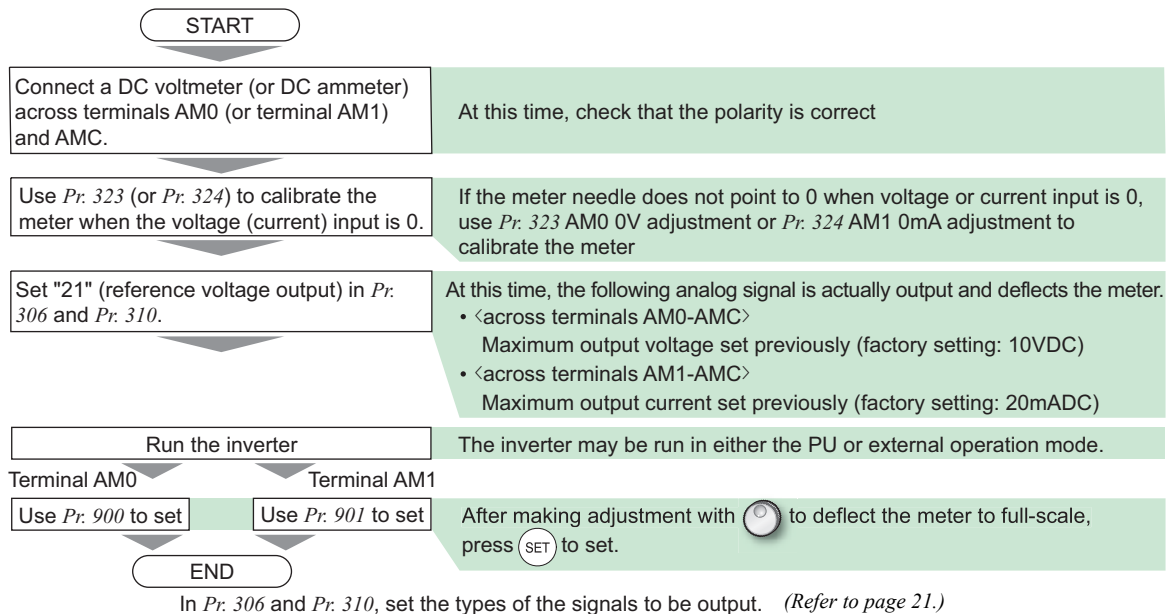 START
Connect a DC voltmeter (or DC ammeter)
across terminals AM0 (or terminal AM1)
and AMC.
At this time, check that the polarity is correct
Use Pr. 323 (or Pr. 324) to calibrate the
meter when the voltage (current) input is 0.
If the meter needle does not point to 0 when voltage or current input is 0,
use Pr. 323 AM0 0V adjustment or Pr. 324 AM1 0mA adjustment to
calibrate the meter
Set "21" (reference voltage output) in Pr.
306 and Pr. 310.
At this time, the following analog signal is actually output and deflects the meter.
• <across terminals AM0-AMC>
Maximum output voltage set previously (factory setting: 10VDC)
• <across terminals AM1-AMC>
Maximum output current set previously (factory setting: 20mADC)
Run the inverter
The inverter may be run in either the PU or external operation mode.
Terminal AM0
Terminal AM1
Use Pr. 900 to set
Use Pr. 901 to set
After making adjustment with to deflect the meter to full-scale,
press SET to set.
END
In Pr. 306 and Pr. 310, set the types of the signals to be output. (Refer to page 21.)